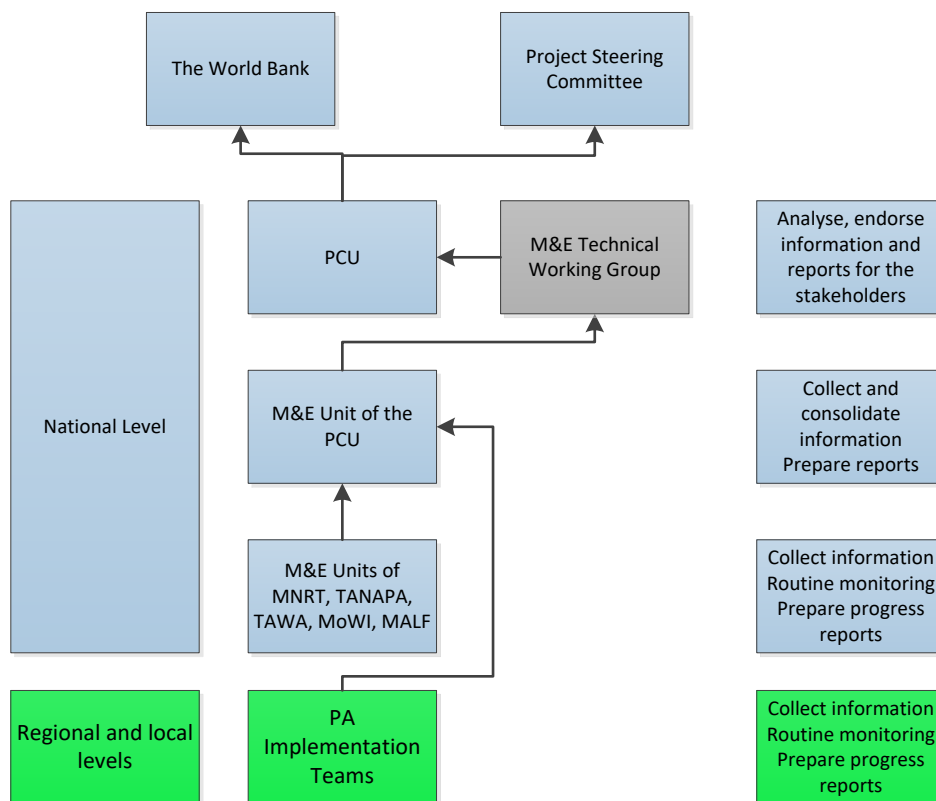 The World Bank
Project Steering
Committee
PCU
M&E Technical
Working Group
Analyse, endorse
information and
reports for the
stakeholders
National Level
M&E Unit of the
PCU
Collect and
consolidate
information
Prepare reports
M&E Units of
MNRT, TANAPA,
TAWA, MoWI, MALF
Collect information
Routine monitoring
Prepare progress
reports
Regional and local
levels
PA
Implementation
Teams
Collect information
Routine monitoring
Prepare progress
reports